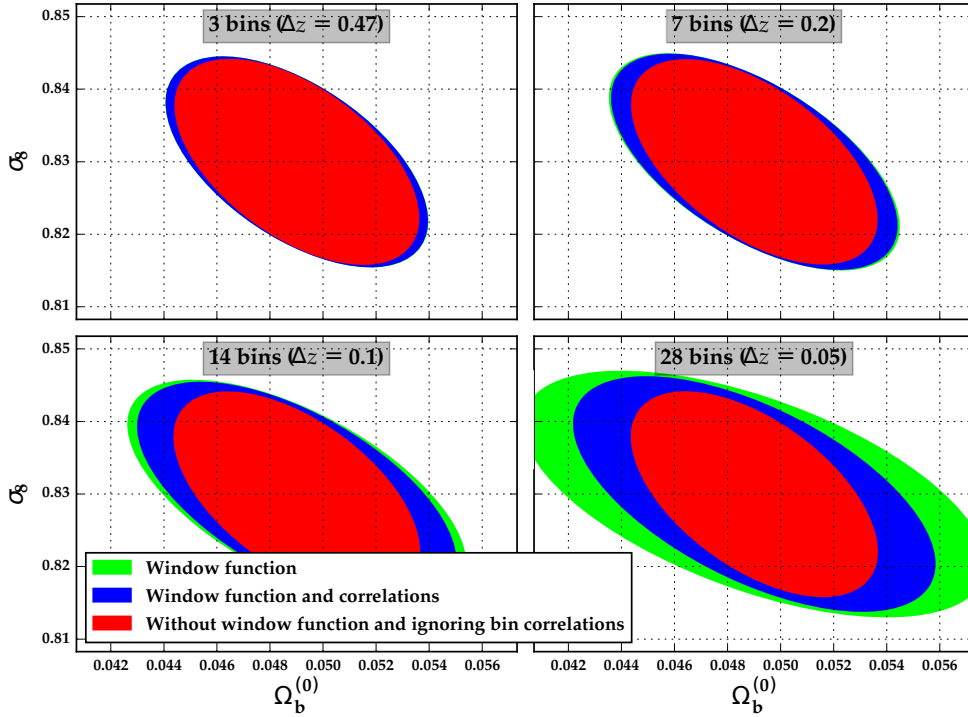 3 bins (Δz = 0.47)
7 bins (Δz = 0.2)
0.85
0.84
0.83
0.82
0.81
σ8
14 bins (Δz = 0.1)
28 bins (Δz = 0.05)
0.85
0.84
0.83
0.82
0.81
σ8
Window function
Window function and correlations
Without window function and ignoring bin correlations
0.042 0.044 0.046 0.048 0.050 0.052 0.054 0.056
0.042 0.044 0.046 0.048 0.050 0.052 0.054 0.056
Ω_b^(0)
Ω_b^(0)